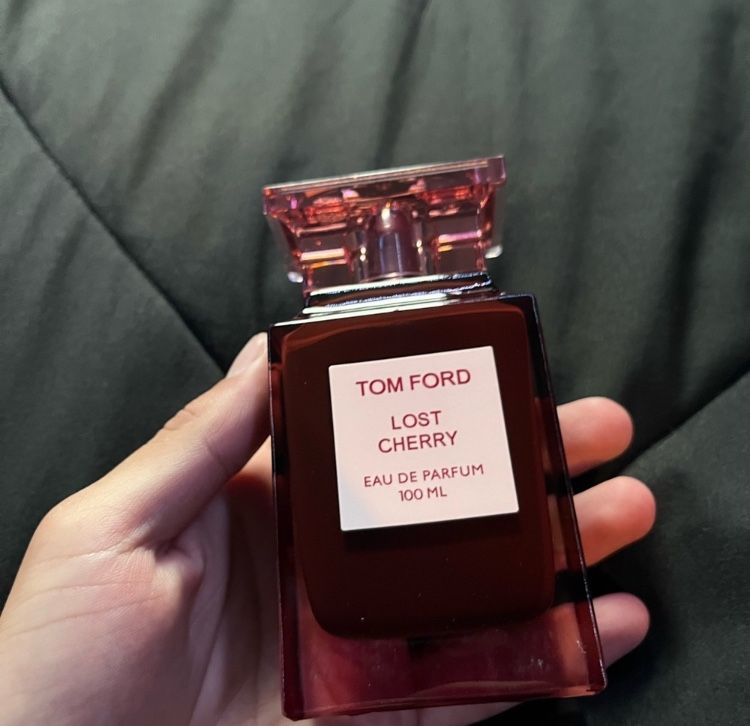 TOM FORD
LOST
CHERRY
EAU DE PARFUM
100 ML